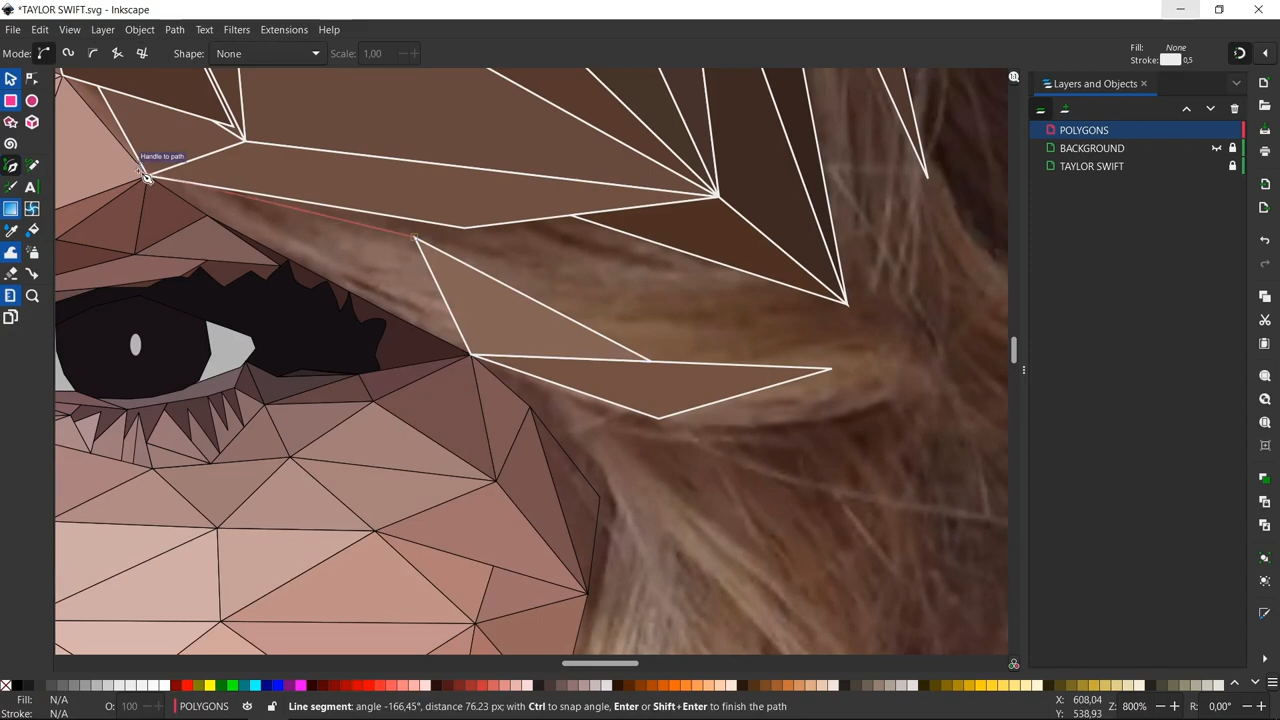 *TAYLOR SWIFT.svg - Inkscape
File Edit View Layer Object Path Text Filters Extensions Help
Mode: Shape: None Scale: 1,00
Fill: None
Stroke: 0,5
Layers and Objects
POLYGONS
BACKGROUND
TAYLOR SWIFT
Handle to path
Fill: N/A
Stroke: N/A
O: 100
POLYGONS
Line segment: angle -166,45°, distance 76.23 px; with Ctrl to snap angle, Enter or Shift+Enter to finish the path
X: 608,04
Y: 538,93
Z: 800%
R: 0,00°